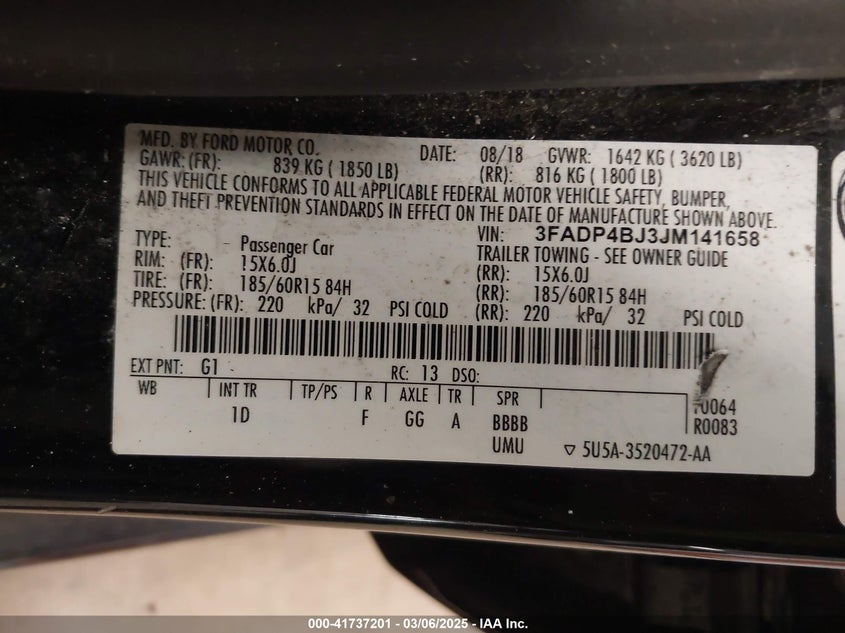 MFD. BY FORD MOTOR CO. DATE: 08/18 GVWR: 1642 KG ( 3620 LB)
GAWR: (FR): 839 KG ( 1850 LB) (RR): 816 KG ( 1800 LB)
THIS VEHICLE CONFORMS TO ALL APPLICABLE FEDERAL MOTOR VEHICLE SAFETY, BUMPER,
AND THEFT PREVENTION STANDARDS IN EFFECT ON THE DATE OF MANUFACTURE SHOWN ABOVE.
VIN: 3FADP4BJ3JM141658
TYPE: Passenger Car TRAILER TOWING - SEE OWNER GUIDE
RIM: (FR): 15X6.0J (RR): 15X6.0J
TIRE: (FR): 185/60R15 84H (RR): 185/60R15 84H
PRESSURE: (FR): 220 kPa/ 32 PSI COLD (RR): 220 kPa/ 32 PSI COLD
EXT PNT: G1 RC: 13 DSO:
WB INT TR TP/PS R AXLE TR SPR
1D F GG A BBBB
0064
R0083
UMU 5U5A-3520472-AA
000-41737201 - 03/06/2025 - IAA Inc.